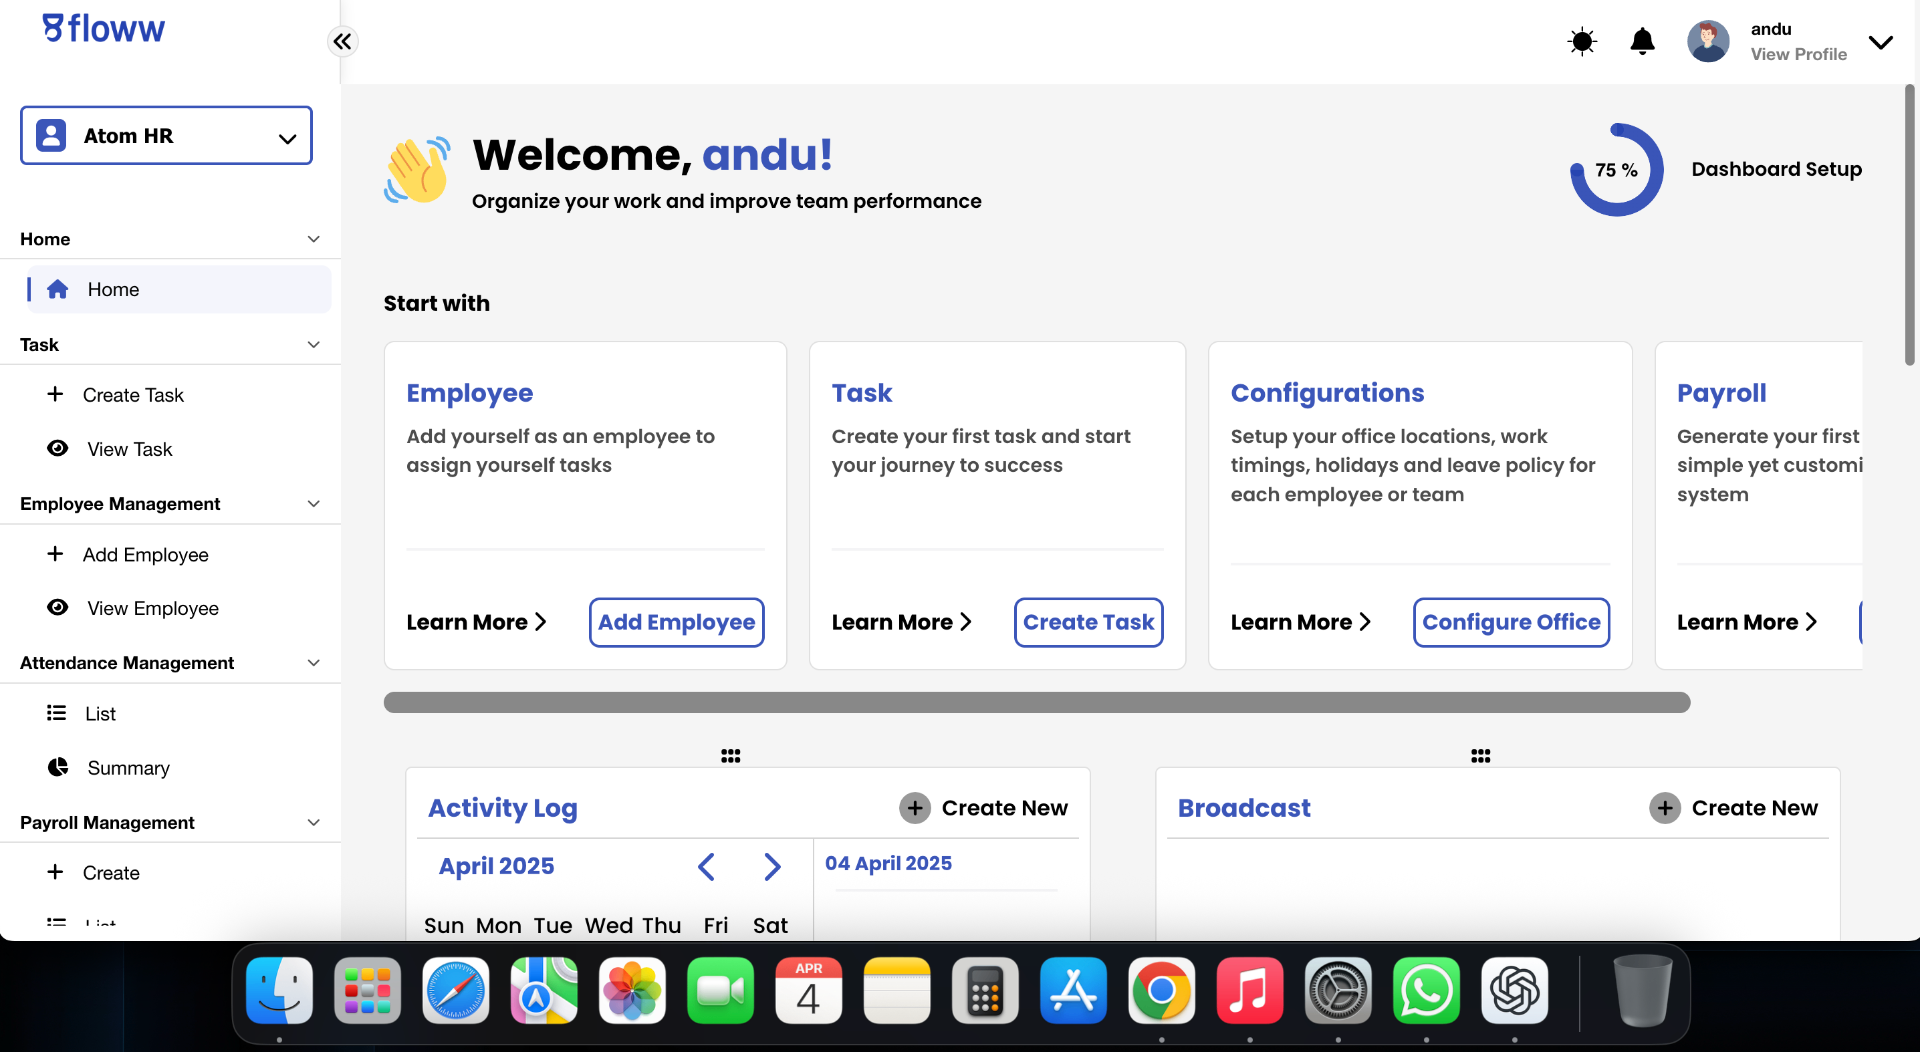 floww
andu
View Profile
Atom HR
Home
Home
Task
Create Task
View Task
Employee Management
Add Employee
View Employee
Attendance Management
List
Summary
Payroll Management
Create
List
Welcome, andu!
Organize your work and improve team performance
75 %
Dashboard Setup
Start with
Employee
Add yourself as an employee to
assign yourself tasks
Learn More
Add Employee
Task
Create your first task and start
your journey to success
Learn More
Create Task
Configurations
Setup your office locations, work
timings, holidays and leave policy for
each employee or team
Learn More
Configure Office
Payroll
Generate your first
simple yet customi
system
Learn More
Activity Log
Create New
April 2025
Sun Mon Tue Wed Thu Fri Sat
04 April 2025
Broadcast
Create New
APR
4